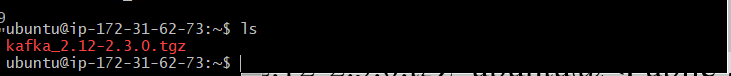 ubuntu@ip-172-31-62-73:~$ ls
kafka_2.12-2.3.0.tgz
ubuntu@ip-172-31-62-73:~$